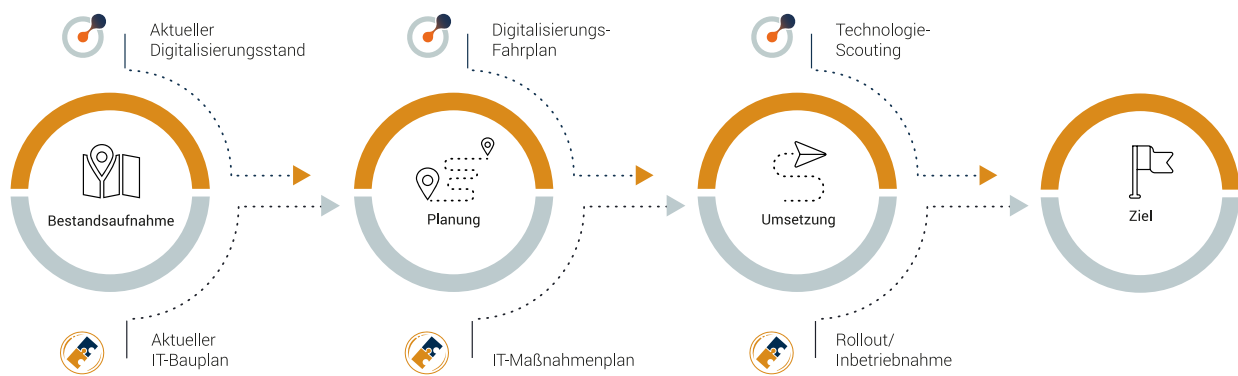 Aktueller
Digitalisierungsstand
Digitalisierungs-
Fahrplan
Technologie-
Scouting
Bestandsaufnahme
Planung
Umsetzung
Ziel
Aktueller
IT-Bauplan
IT-Maßnahmenplan
Rollout/
Inbetriebnahme